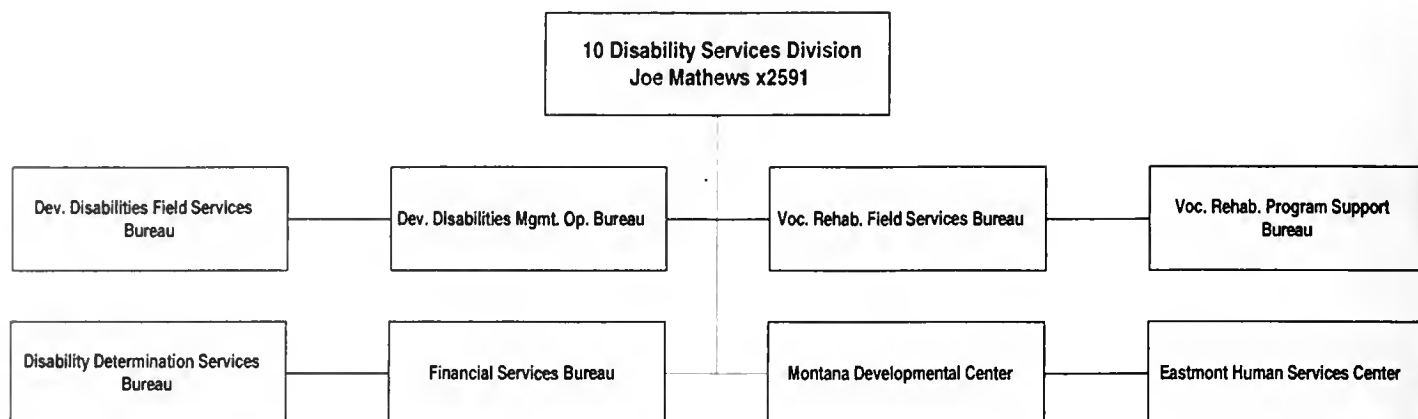 10 Disability Services Division
Joe Mathews x2591
Dev. Disabilities Field Services
Bureau
Dev. Disabilities Mgmt. Op. Bureau
Voc. Rehab. Field Services Bureau
Voc. Rehab. Program Support
Bureau
Disability Determination Services
Bureau
Financial Services Bureau
Montana Developmental Center
Eastmont Human Services Center